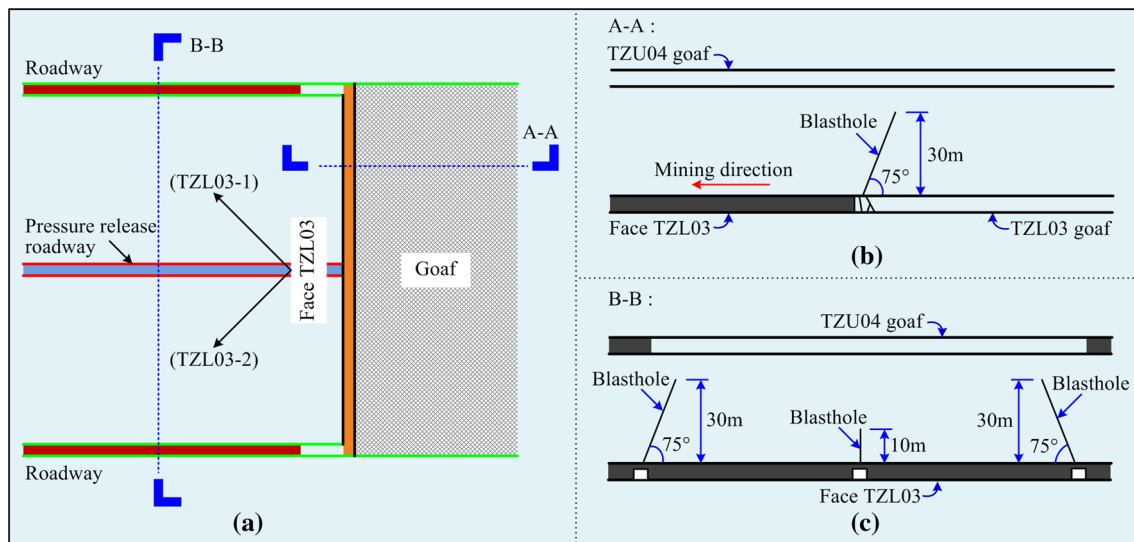 B-B
Roadway
A-A
(TZL03-1)
Pressure release
roadway
Face TZL03
Goaf
(TZL03-2)
Roadway
(a)
A-A :
TZU04 goaf
Blasthole
30m
Mining direction
75°
Face TZL03
TZL03 goaf
(b)
B-B :
TZU04 goaf
Blasthole
30m
75°
Blasthole
10m
30m
Blasthole
75°
Face TZL03
(c)